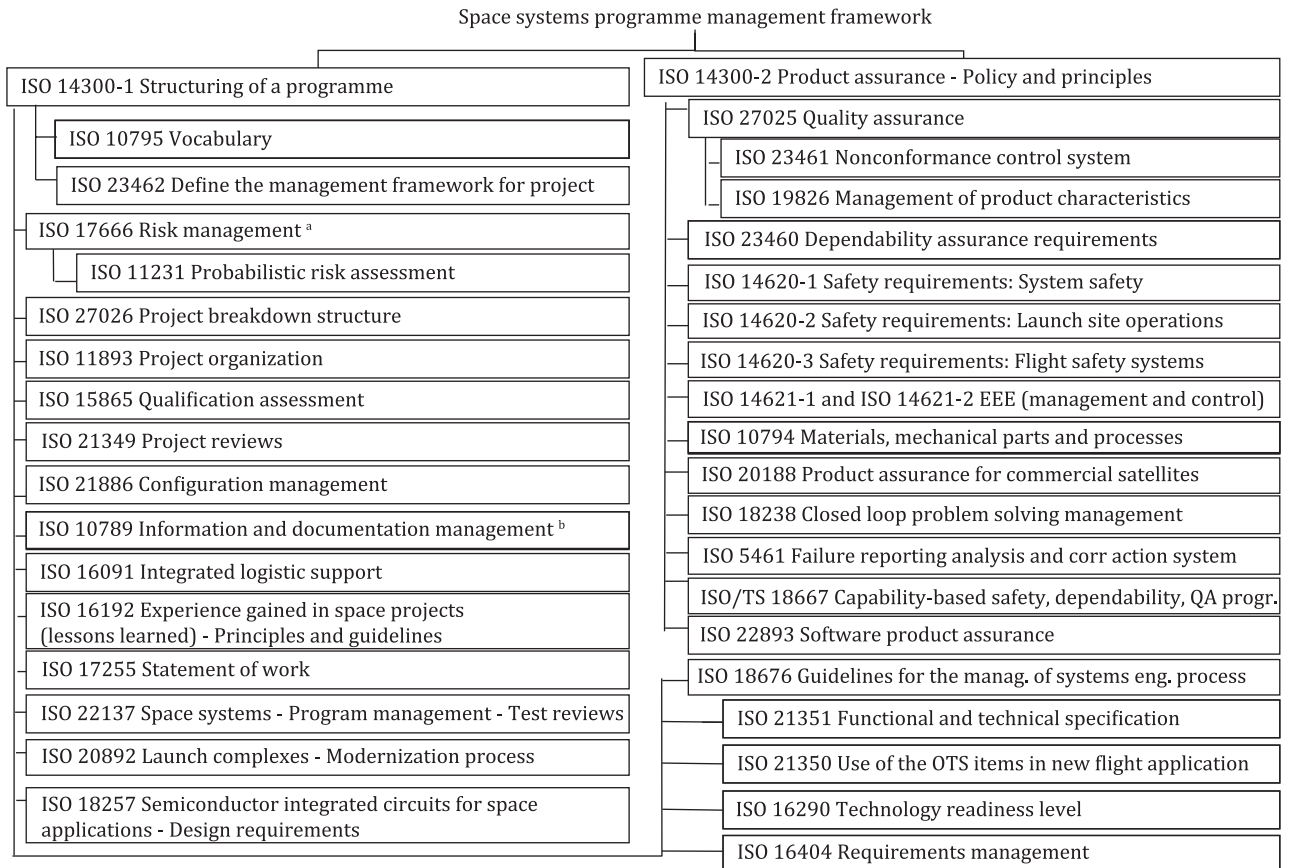 Space systems programme management framework
ISO 14300-1 Structuring of a programme
ISO 10795 Vocabulary
ISO 23462 Define the management framework for project
ISO 17666 Risk management ª
ISO 11231 Probabilistic risk assessment
ISO 27026 Project breakdown structure
ISO 11893 Project organization
ISO 15865 Qualification assessment
ISO 21349 Project reviews
ISO 21886 Configuration management
ISO 10789 Information and documentation management ᵇ
ISO 16091 Integrated logistic support
ISO 16192 Experience gained in space projects
(lessons learned) - Principles and guidelines
ISO 17255 Statement of work
ISO 22137 Space systems - Program management - Test reviews
ISO 20892 Launch complexes - Modernization process
ISO 18257 Semiconductor integrated circuits for space
applications - Design requirements
ISO 14300-2 Product assurance - Policy and principles
ISO 27025 Quality assurance
ISO 23461 Nonconformance control system
ISO 19826 Management of product characteristics
ISO 23460 Dependability assurance requirements
ISO 14620-1 Safety requirements: System safety
ISO 14620-2 Safety requirements: Launch site operations
ISO 14620-3 Safety requirements: Flight safety systems
ISO 14621-1 and ISO 14621-2 EEE (management and control)
ISO 10794 Materials, mechanical parts and processes
ISO 20188 Product assurance for commercial satellites
ISO 18238 Closed loop problem solving management
ISO 5461 Failure reporting analysis and corr action system
ISO/TS 18667 Capability-based safety, dependability, QA progr.
ISO 22893 Software product assurance
ISO 18676 Guidelines for the manag. of systems eng. process
ISO 21351 Functional and technical specification
ISO 21350 Use of the OTS items in new flight application
ISO 16290 Technology readiness level
ISO 16404 Requirements management